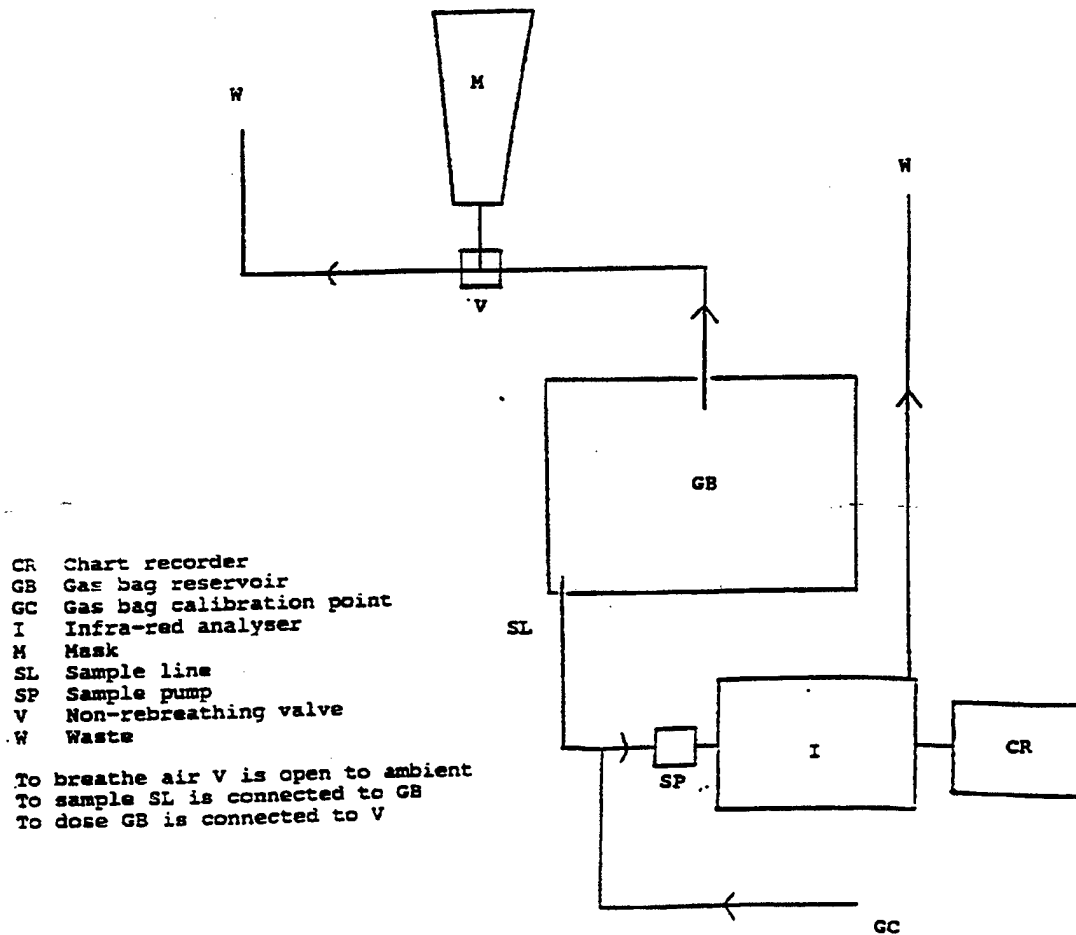 M
W
W
V
GB
CR Chart recorder
GB Gas bag reservoir
GC Gas bag calibration point
I Infra-red analyser
M Mask
SL Sample line
SP Sample pump
V Non-rebreathing valve
W Waste
SL
I
CR
SP
To breathe air V is open to ambient
To sample SL is connected to GB
To dose GB is connected to V
GC